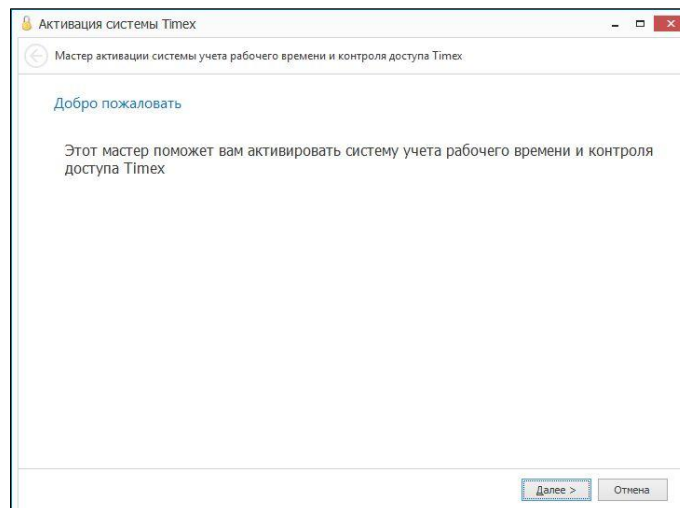 Активация системы Timex
Мастер активации системы учета рабочего времени и контроля доступа Timex
Добро пожаловать
Этот мастер поможет вам активировать систему учета рабочего времени и контроля
доступа Timex
Далее > Отмена